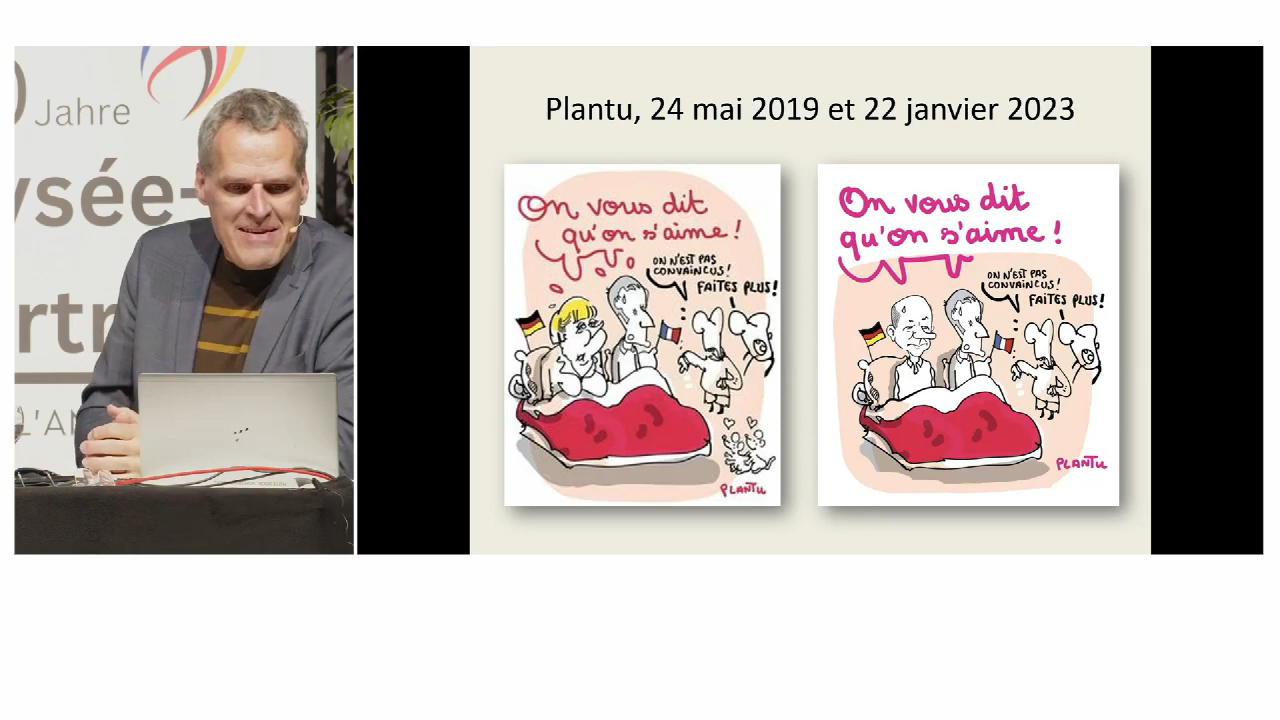 Jahre
ysée-
rtr
L'A
Plantu, 24 mai 2019 et 22 janvier 2023
On vous dit
qu'on s'aime !
ON N'EST PAS
CONVAINCUS !
FAITES PLUS !
PLANTU
On vous dit
qu'on s'aime !
ON N'EST PAS
CONVAINCUS !
FAITES PLUS !
PLANTU